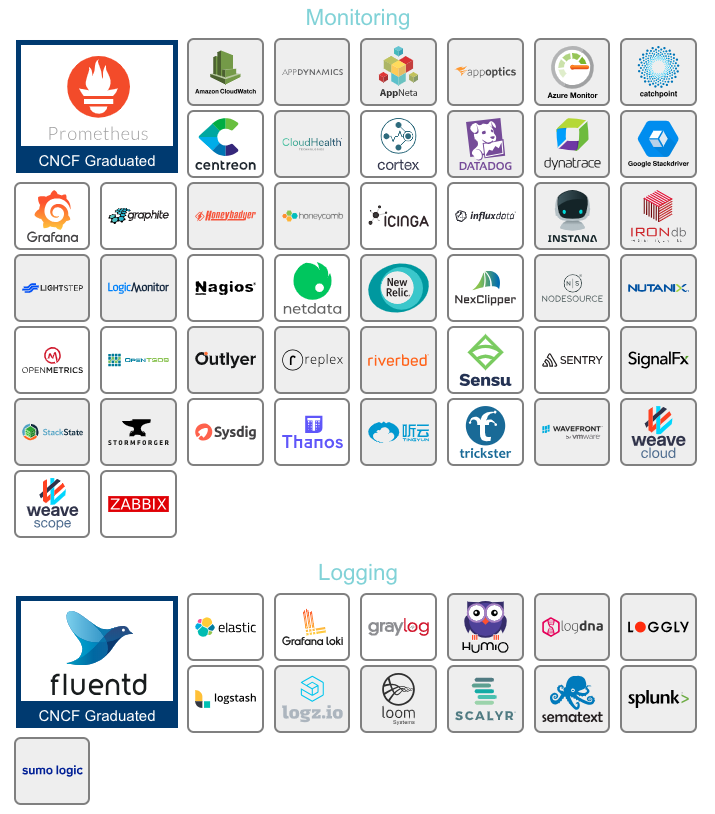 Monitoring
Prometheus
CNCF Graduated
Amazon CloudWatch
APPDYNAMICS
AppNeta
appoptics
Azure Monitor
catchpoint
centreon
CloudHealth
cortex
DATADOG
dynatrace
Google Stackdriver
Grafana
graphite
Honeybadger
honeycomb
icinga
influxdata
INSTANA
IRONdb
LIGHTSTEP
LogicMonitor
Nagios
netdata
New
Relic.
NexClipper
N|S
NODESOURCE
NUTANIX
OPENMETRICS
OPENTSDB
Outlyer
r replex
riverbed
Sensu
SENTRY
SignalFx
StackState
STORMFORGER
Sysdig
Thanos
听云
TINGYUN
trickster
WAVEFRONT
by vmware
weave
cloud
weave
scope
ZABBIX
Logging
fluentd
CNCF Graduated
elastic
Grafana loki
graylog
HUMIO
logdna
LOGGLY
logstash
logz.io
loom
Systems
SCALYR
sematext
splunk>
sumo logic